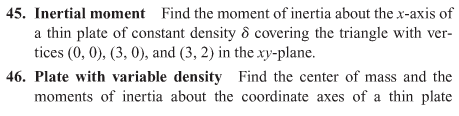 45. Inertial moment Find the moment of inertia about the x-axis of
a thin plate of constant density δ covering the triangle with ver-
tices (0, 0), (3, 0), and (3, 2) in the xy-plane.
46. Plate with variable density Find the center of mass and the
moments of inertia about the coordinate axes of a thin plate